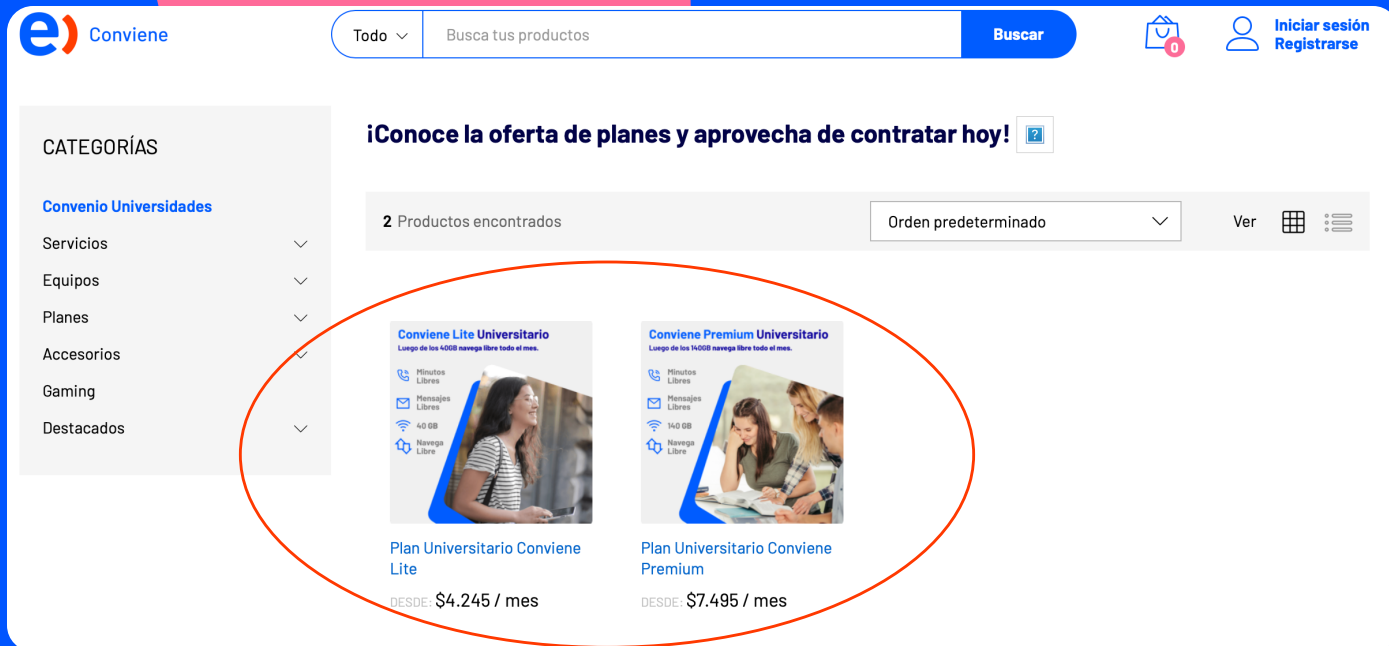 e) Conviene
Todo
Busca tus productos
Buscar
0
Iniciar sesión
Registrarse
CATEGORÍAS
Convenio Universidades
Servicios
Equipos
Planes
Accesorios
Gaming
Destacados
¡Conoce la oferta de planes y aprovecha de contratar hoy!
?
2 Productos encontrados
Orden predeterminado
Ver
Conviene Lite Universitario
Luego de los 40GB navega libre todo el mes.
Minutos
Libres
Mensajes
Libres
40 GB
Navega
Libre
Plan Universitario Conviene
Lite
DESDE: $4.245 / mes
Conviene Premium Universitario
Luego de los 140GB navega libre todo el mes.
Minutos
Libres
Mensajes
Libres
140 GB
Navega
Libre
Plan Universitario Conviene
Premium
DESDE: $7.495 / mes